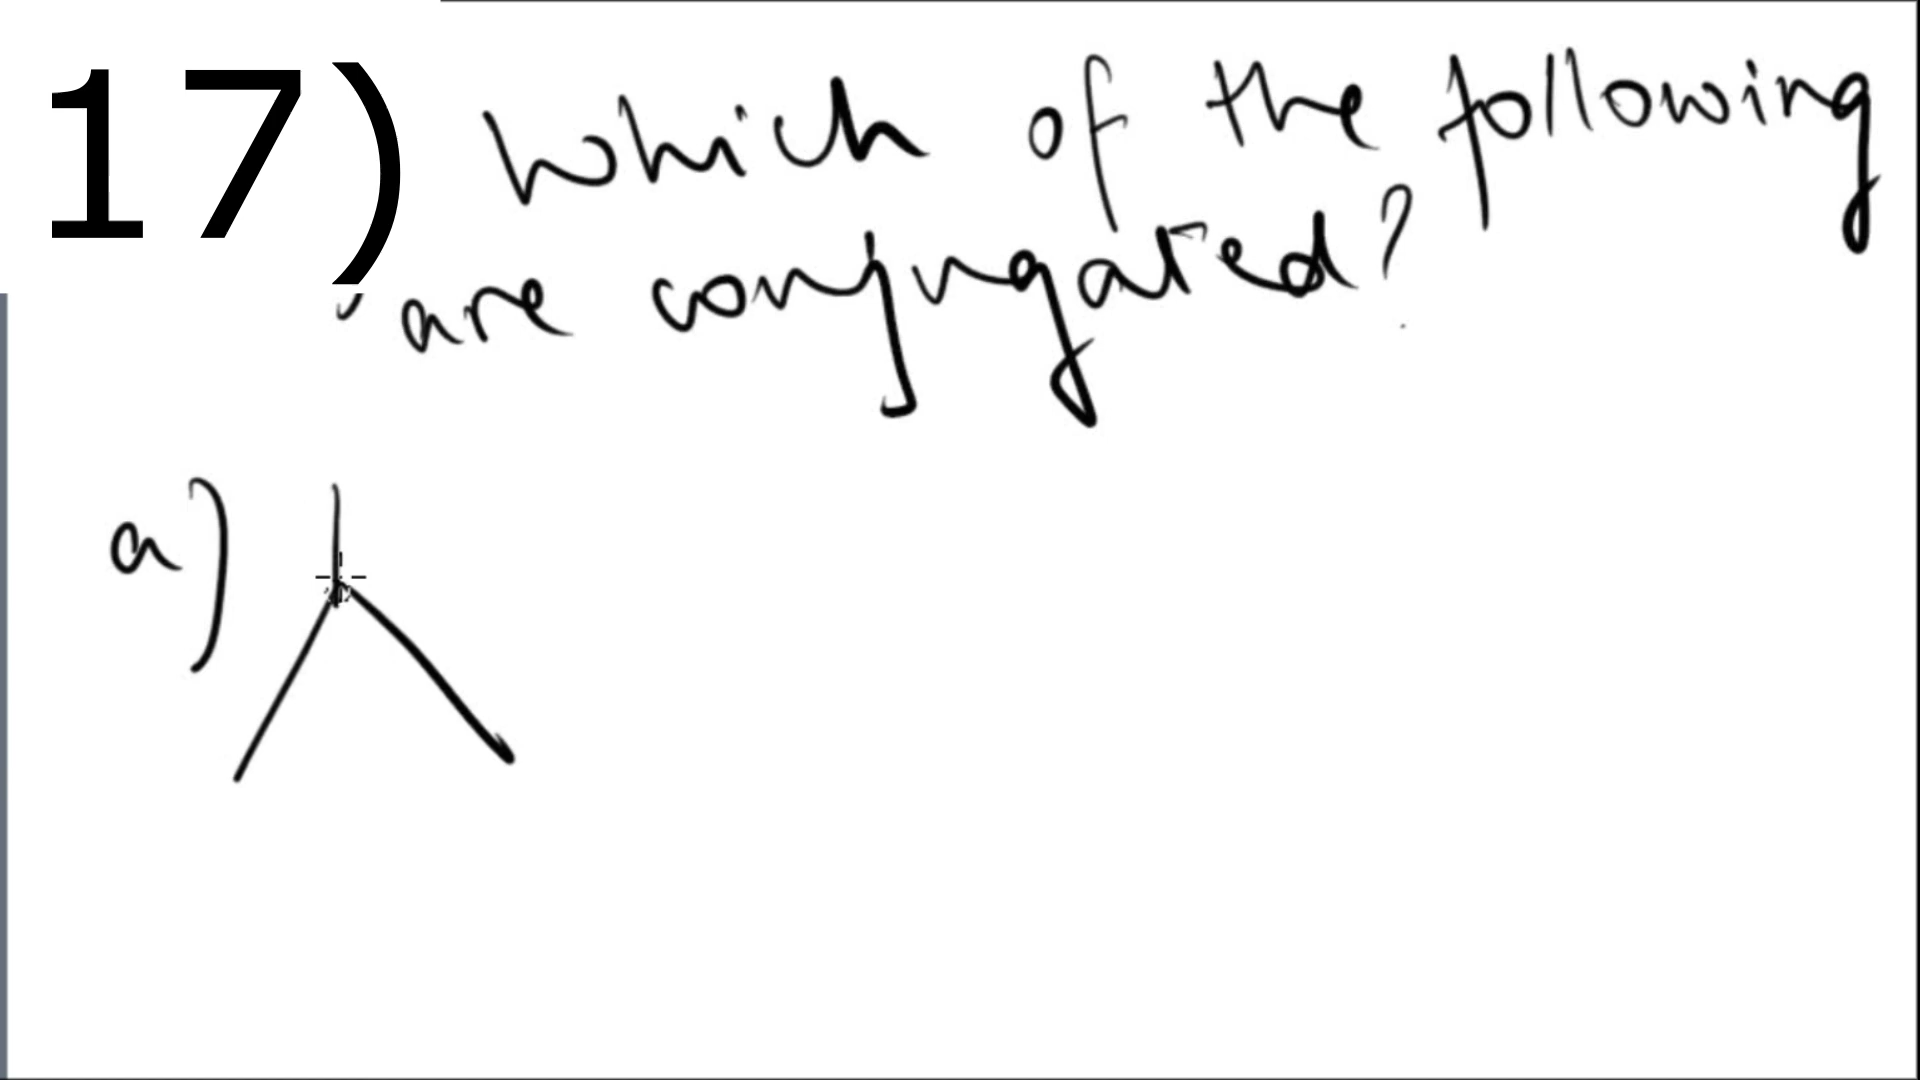 17) Which of the following
are conjugated?
a)